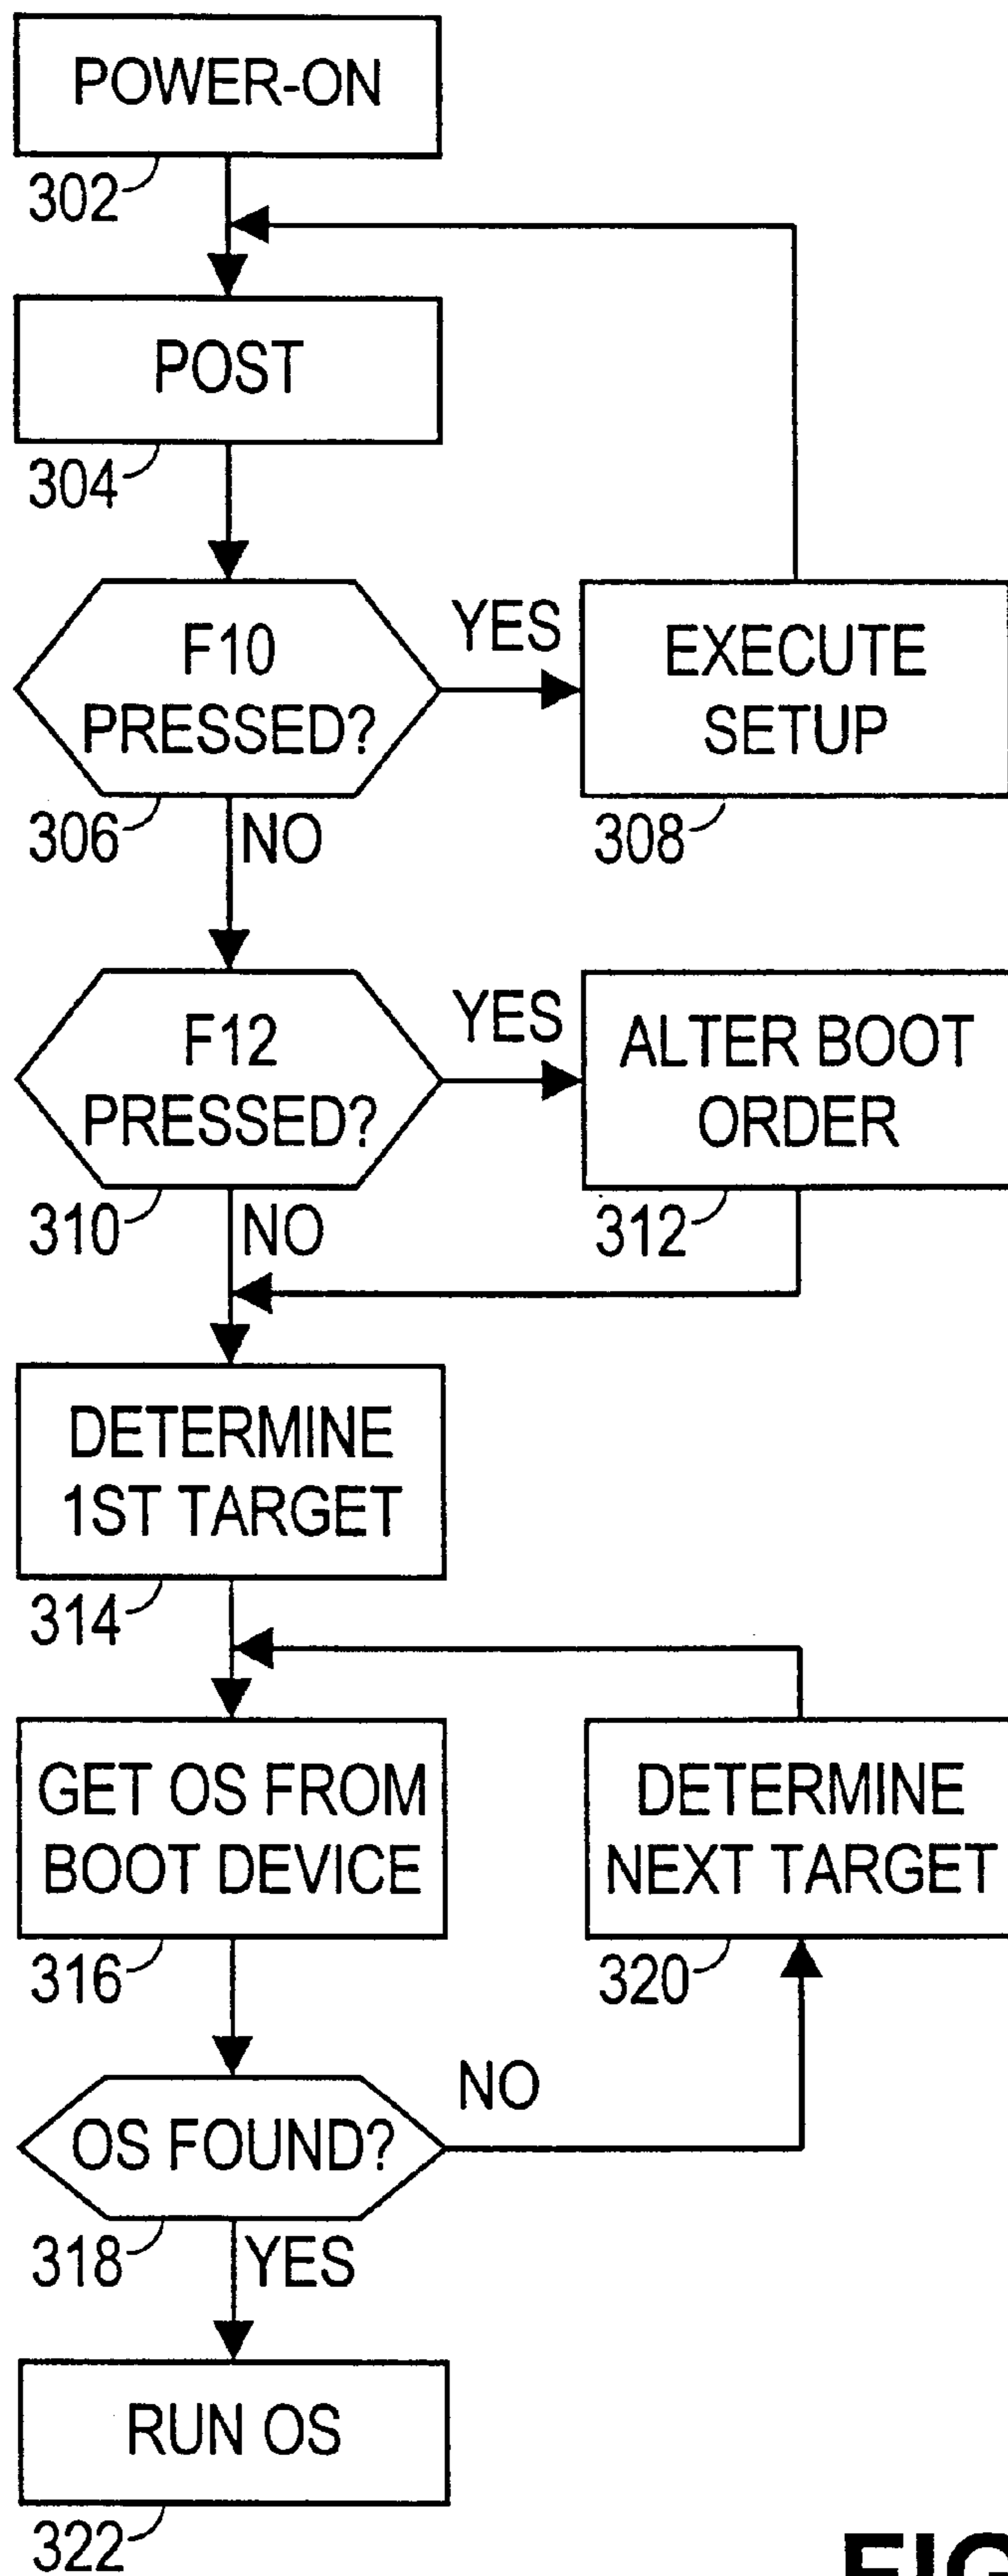 POWER-ON
302
POST
304
F10
PRESSED?
YES
EXECUTE
SETUP
306
NO
308
F12
PRESSED?
YES
ALTER BOOT
ORDER
310
NO
312
DETERMINE
1ST TARGET
314
GET OS FROM
BOOT DEVICE
DETERMINE
NEXT TARGET
316
320
OS FOUND?
NO
318
YES
RUN OS
322
FIG